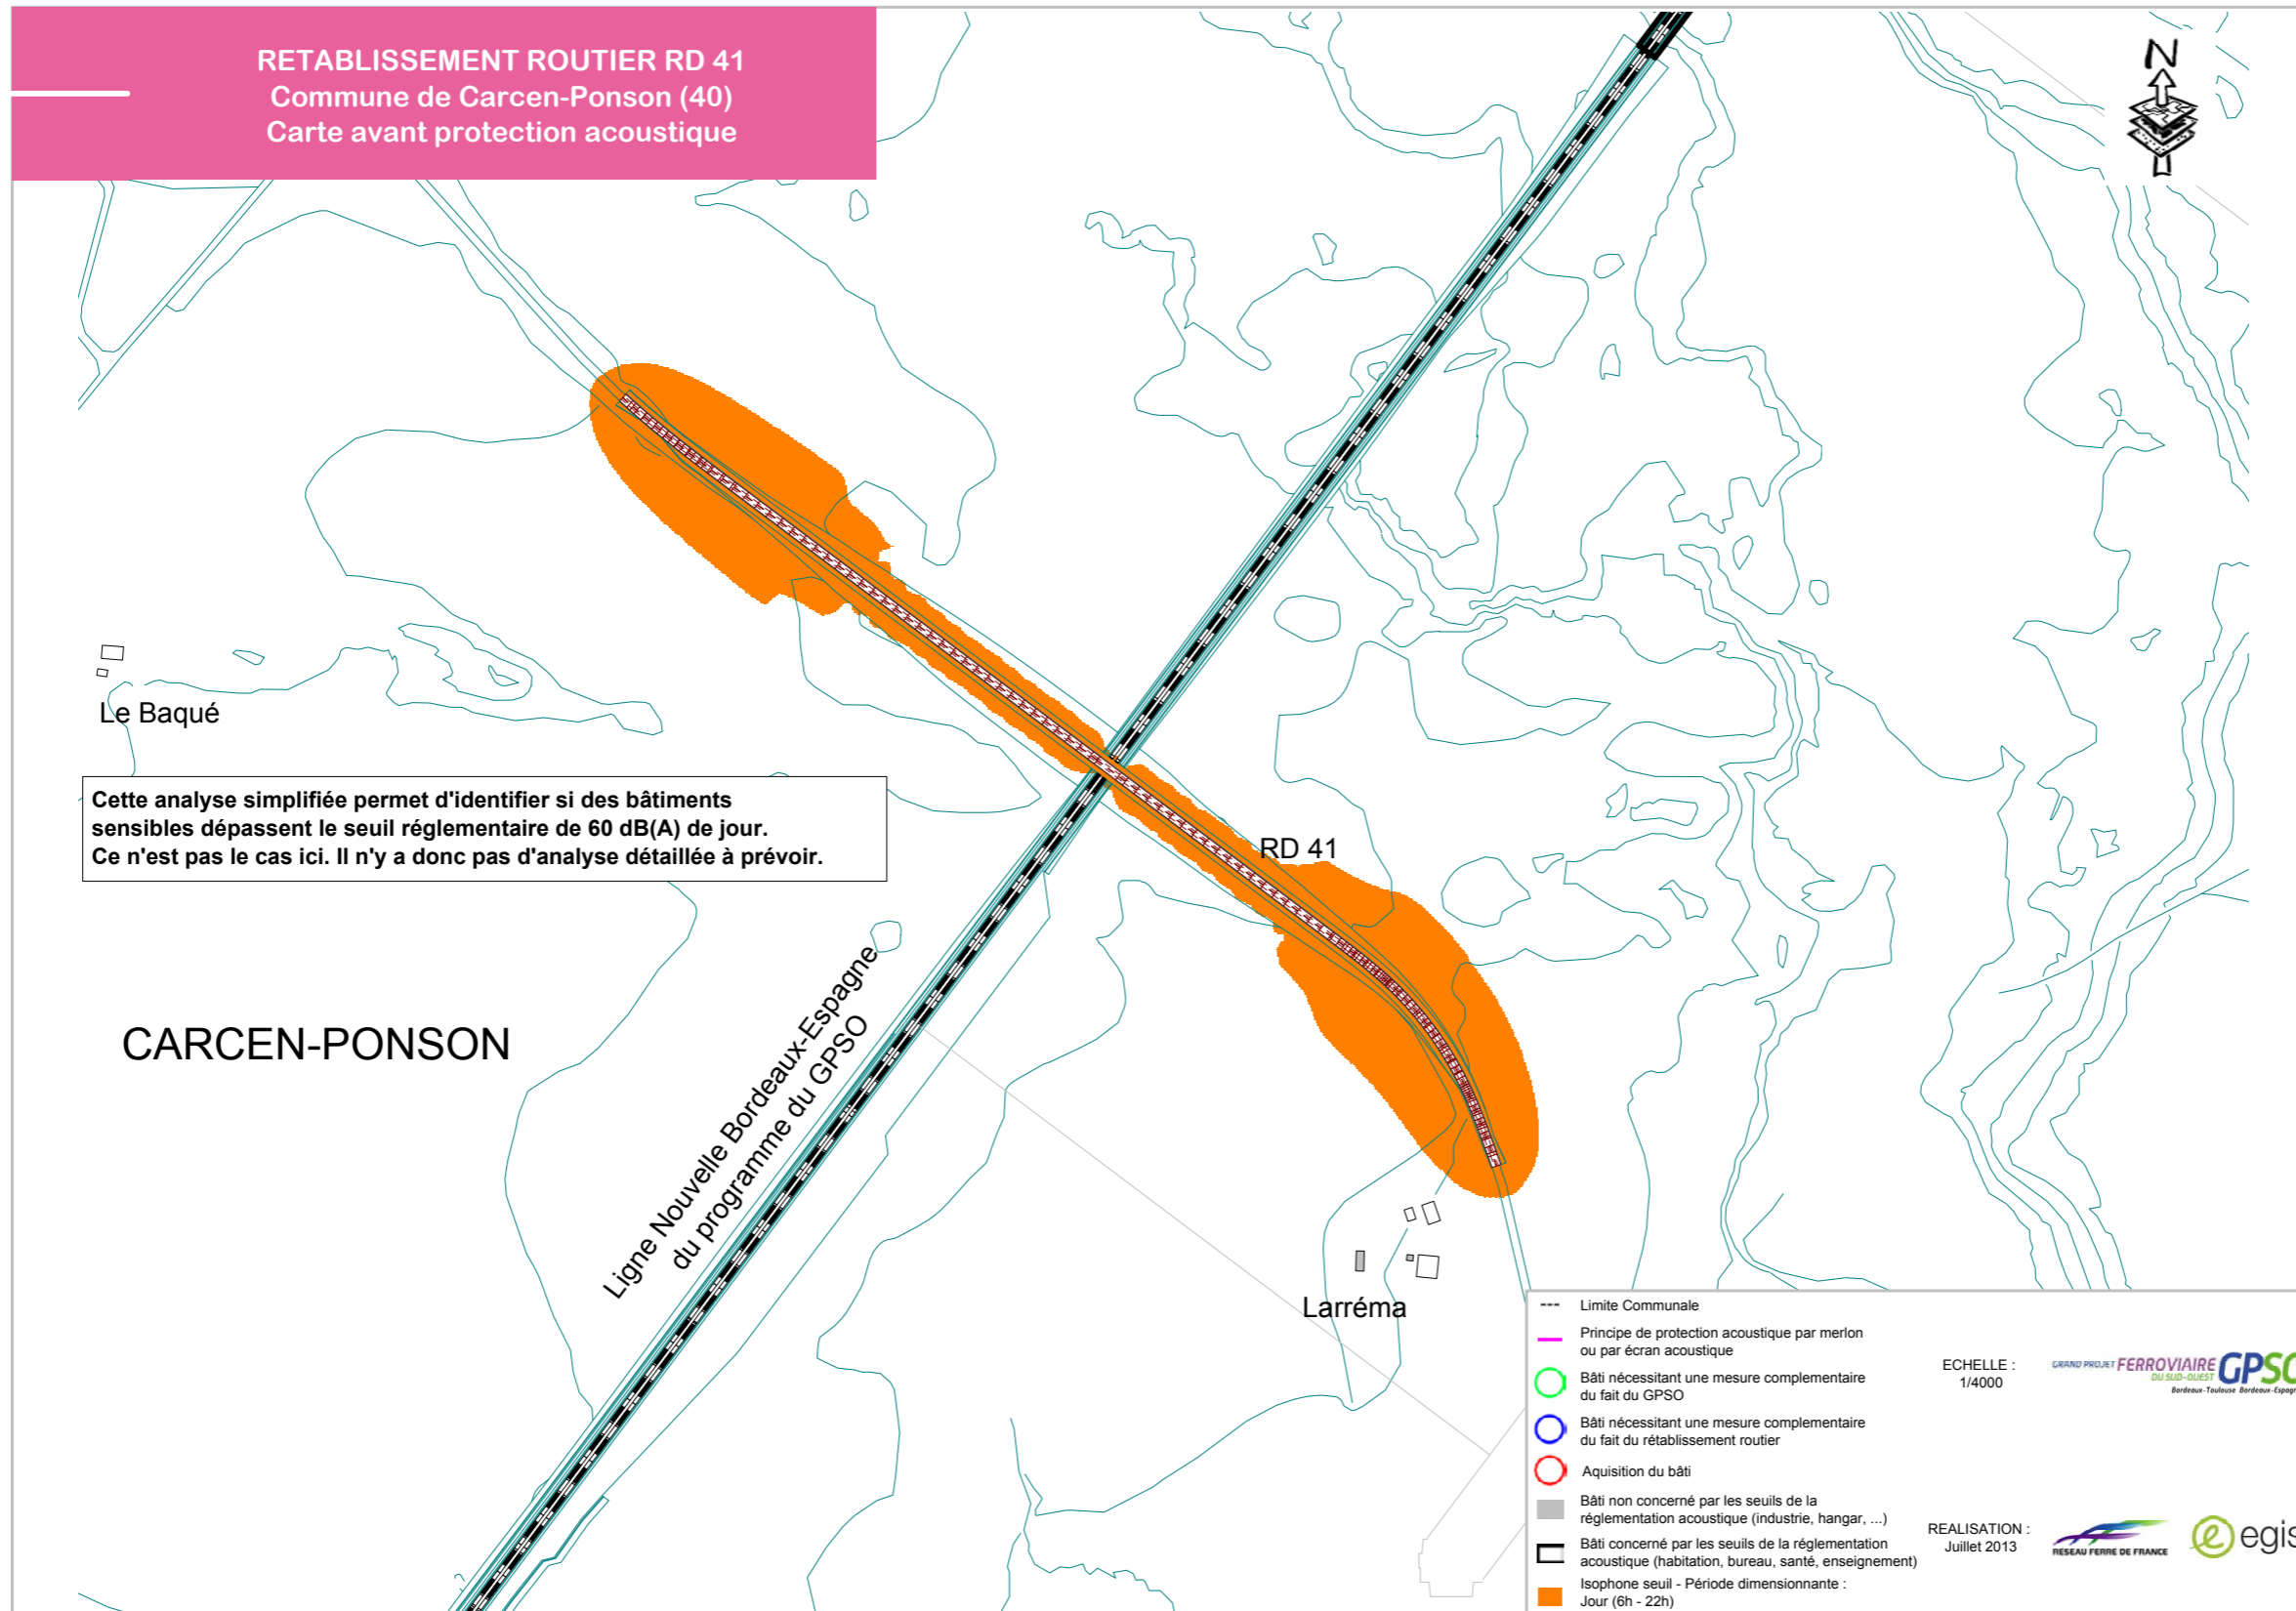 RETABLISSEMENT ROUTIER RD 41
Commune de Carcen-Ponson (40)
Carte avant protection acoustique
N
Le Baqué
Cette analyse simplifiée permet d'identifier si des bâtiments
sensibles dépassent le seuil réglementaire de 60 dB(A) de jour.
Ce n'est pas le cas ici. Il n'y a donc pas d'analyse détaillée à prévoir.
RD 41
CARCEN-PONSON
Ligne Nouvelle Bordeaux-Espagne
du programme du GPSO
Larréma
Limite Communale
Principe de protection acoustique par merlon
ou par écran acoustique
Bâti nécessitant une mesure complementaire
du fait du GPSO
Bâti nécessitant une mesure complementaire
du fait du rétablissement routier
Aquisition du bâti
Bâti non concerné par les seuils de la
réglementation acoustique (industrie, hangar, ...)
Bâti concerné par les seuils de la réglementation
acoustique (habitation, bureau, santé, enseignement)
Isophone seuil - Période dimensionnante :
Jour (6h - 22h)
ECHELLE :
1/4000
GRAND PROJET FERROVIAIRE
DU SUD-OUEST
GPSO
Bordeaux-Toulouse Bordeaux-Espagne
REALISATION :
Juillet 2013
RESEAU FERRE DE FRANCE
egis